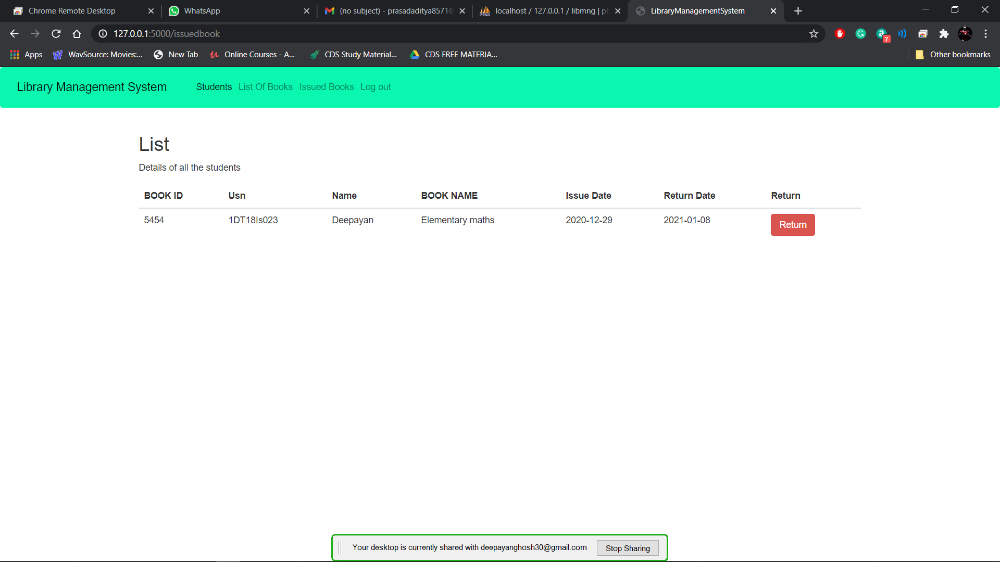 Chrome Remote Desktop
WhatsApp
(no subject) - prasadaditya8571@
localhost / 127.0.0.1 / libmng | ph
LibraryManagementSystem
127.0.0.1:5000/issuedbook
7
Apps
WavSource: Movies:...
New Tab
Online Courses - A...
CDS Study Material...
CDS FREE MATERIA...
Other bookmarks
Library Management System
Students List Of Books Issued Books Log out
List
Details of all the students
BOOK ID Usn Name BOOK NAME Issue Date Return Date Return
5454 1DT18Is023 Deepayan Elementary maths 2020-12-29 2021-01-08 Return
Your desktop is currently shared with deepayanghosh30@gmail.com Stop Sharing